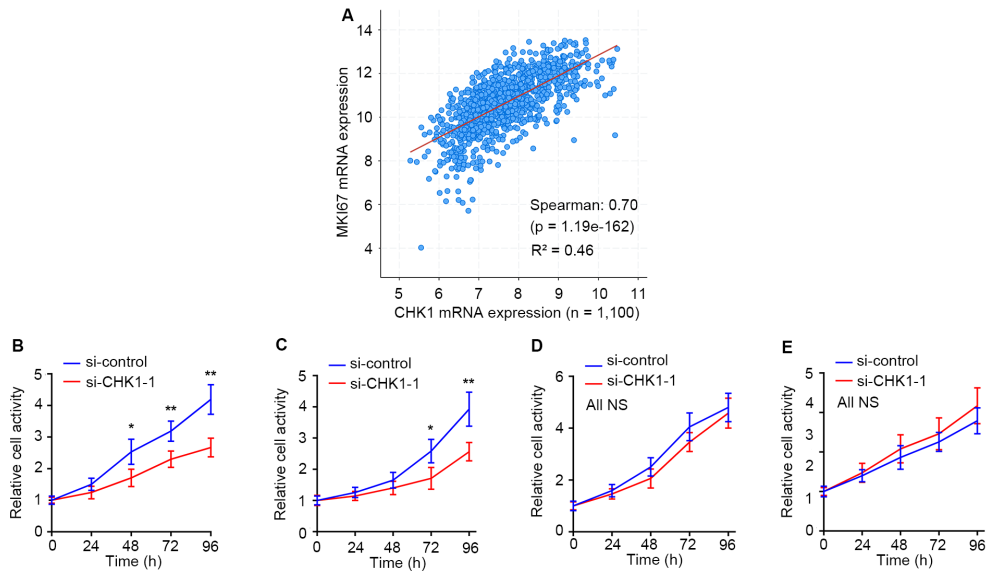 A
MKI67 mRNA expression
14
12
10
8
6
4
Spearman: 0.70
(p = 1.19e-162)
R² = 0.46
5 6 7 8 9 10 11
CHK1 mRNA expression (n = 1,100)
B
si-control
si-CHK1-1
Relative cell activity
5
4
3
2
1
0
* ** **
0 24 48 72 96
Time (h)
C
si-control
si-CHK1-1
Relative cell activity
5
4
3
2
1
0
* **
0 24 48 72 96
Time (h)
D
si-control
si-CHK1-1
All NS
Relative cell activity
6
4
2
0
0 24 48 72 96
Time (h)
E
si-control
si-CHK1-1
All NS
Relative cell activity
5
4
3
2
1
0
0 24 48 72 96
Time (h)